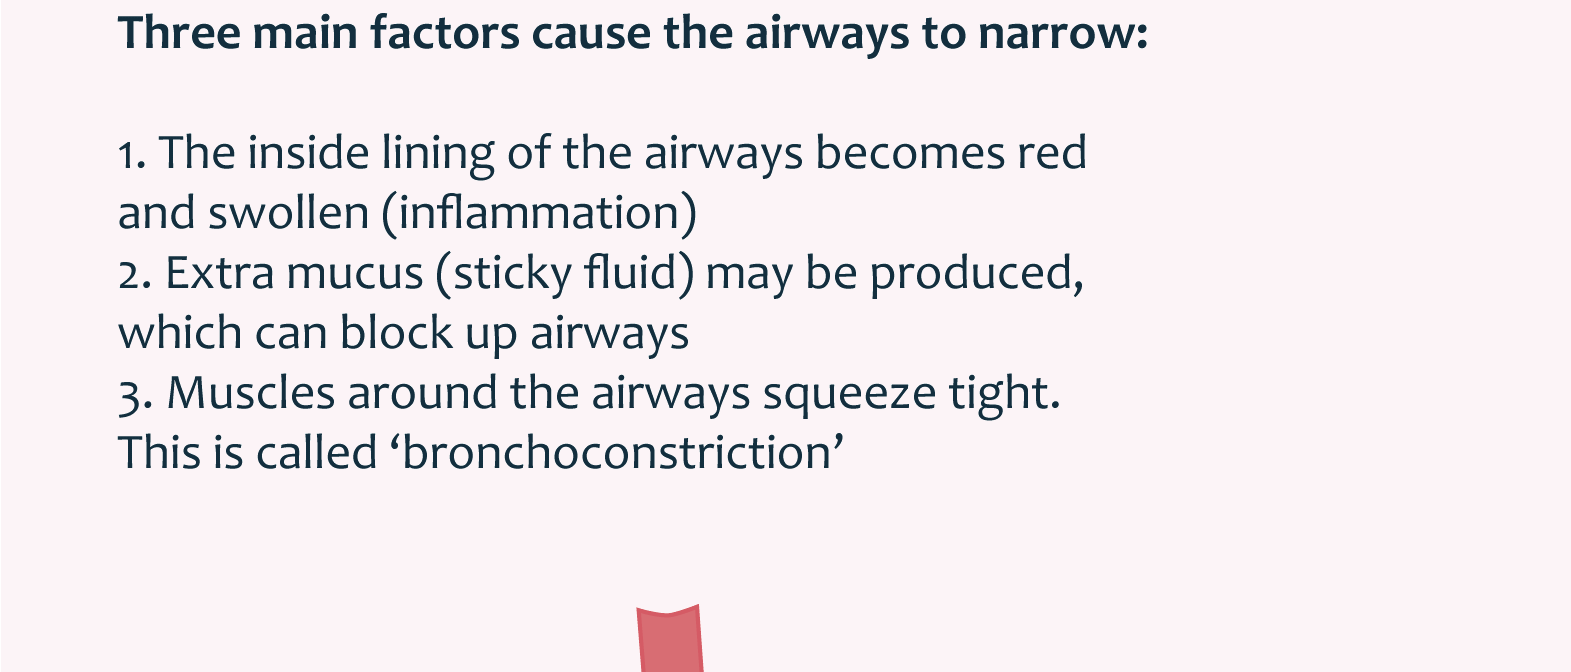 Three main factors cause the airways to narrow:
1. The inside lining of the airways becomes red
and swollen (inflammation)
2. Extra mucus (sticky fluid) may be produced,
which can block up airways
3. Muscles around the airways squeeze tight.
This is called ‘bronchoconstriction’